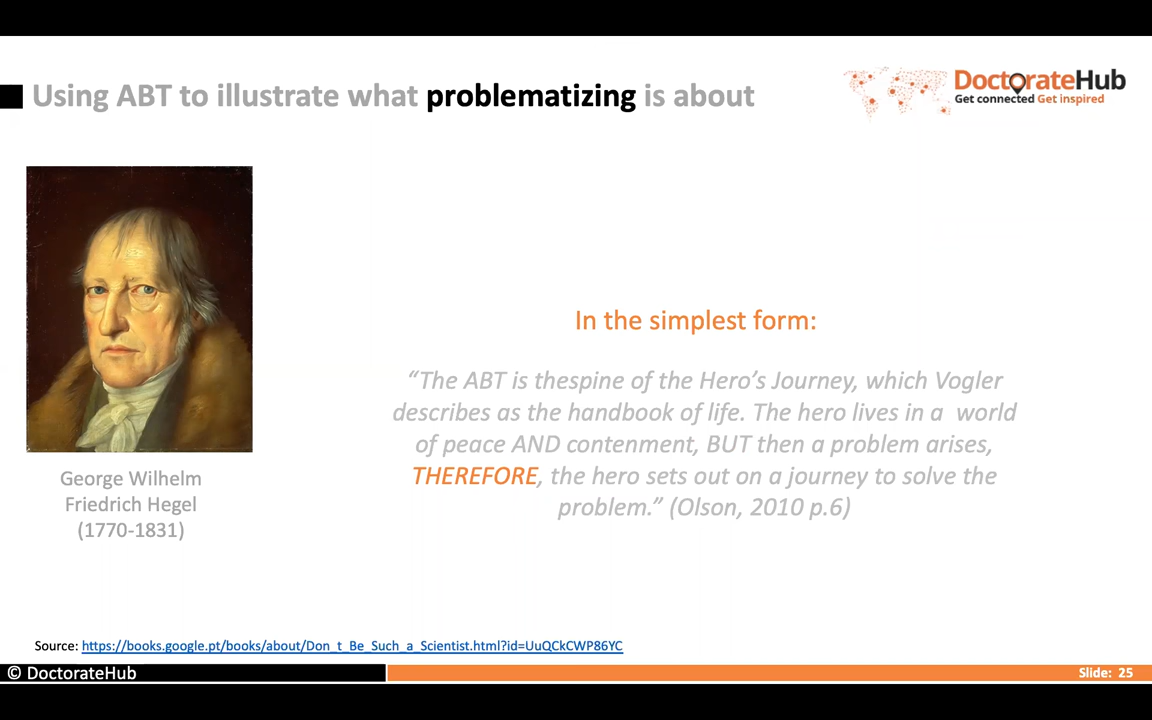 Using ABT to illustrate what problematizing is about
DoctorateHub
Get connected Get inspired
George Wilhelm
Friedrich Hegel
(1770-1831)
In the simplest form:
“The ABT is thespine of the Hero’s Journey, which Vogler
describes as the handbook of life. The hero lives in a world
of peace AND contenment, BUT then a problem arises,
THEREFORE, the hero sets out on a journey to solve the
problem.” (Olson, 2010 p.6)
Source: https://books.google.pt/books/about/Don_t_Be_Such_a_Scientist.html?id=UuQCkCWP86YC
© DoctorateHub
Slide: 25